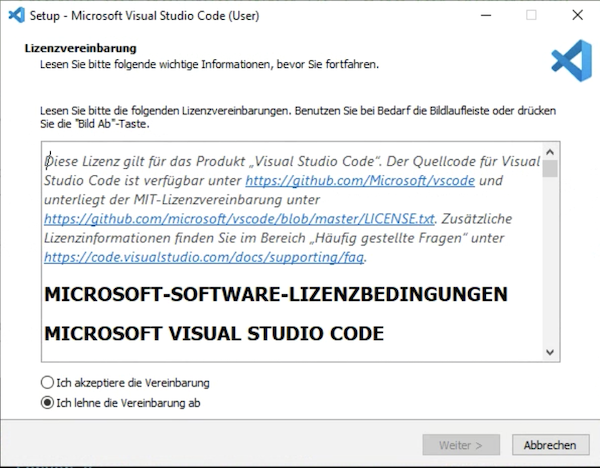 Setup - Microsoft Visual Studio Code (User)
Lizenzvereinbarung
Lesen Sie bitte folgende wichtige Informationen, bevor Sie fortfahren.
Lesen Sie bitte die folgenden Lizenzvereinbarungen. Benutzen Sie bei Bedarf die Bildlaufleiste oder drücken
Sie die "Bild Ab"-Taste.
Diese Lizenz gilt für das Produkt „Visual Studio Code“. Der Quellcode für Visual
Studio Code ist verfügbar unter https://github.com/Microsoft/vscode und
unterliegt der MIT-Lizenzvereinbarung unter
https://github.com/microsoft/vscode/blob/master/LICENSE.txt. Zusätzliche
Lizenzinformationen finden Sie im Bereich „Häufig gestellte Fragen“ unter
https://code.visualstudio.com/docs/supporting/faq.
MICROSOFT-SOFTWARE-LIZENZBEDINGUNGEN
MICROSOFT VISUAL STUDIO CODE
Ich akzeptiere die Vereinbarung
Ich lehne die Vereinbarung ab
Weiter >
Abbrechen